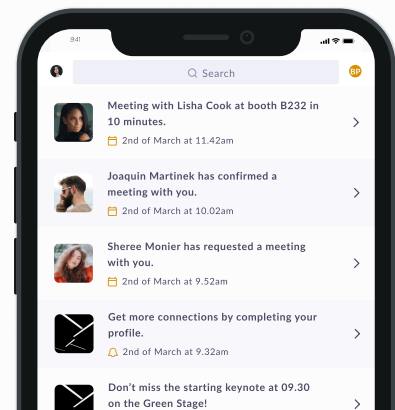 9:41
Search
BP
Meeting with Lisha Cook at booth B232 in
10 minutes.
2nd of March at 11.42am
Joaquin Martinek has confirmed a
meeting with you.
2nd of March at 10.02am
Sheree Monier has requested a meeting
with you.
2nd of March at 9.52am
Get more connections by completing your
profile.
2nd of March at 9.32am
Don’t miss the starting keynote at 09.30
on the Green Stage!